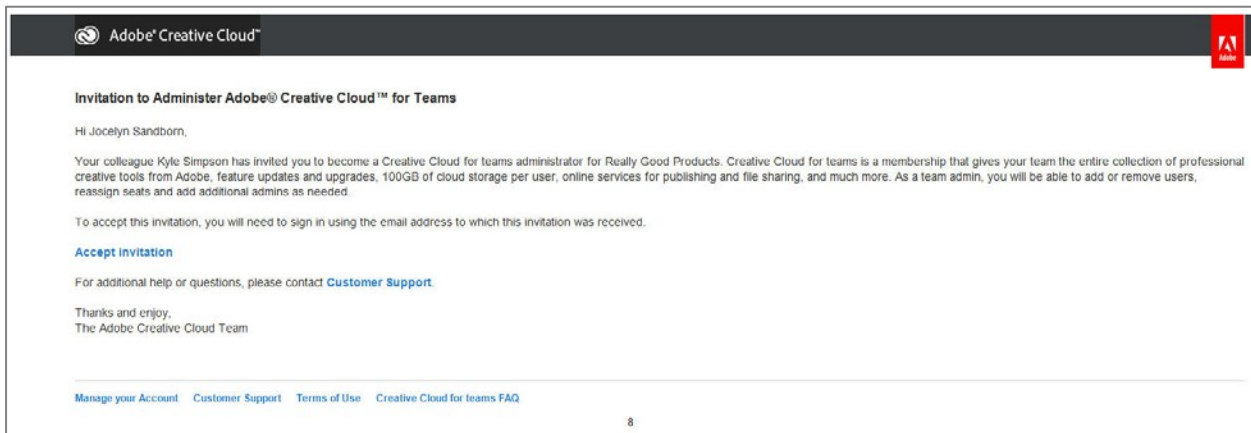 Adobe® Creative Cloud™
Adobe
Invitation to Administer Adobe® Creative Cloud™ for Teams
Hi Jocelyn Sandborn,
Your colleague Kyle Simpson has invited you to become a Creative Cloud for teams administrator for Really Good Products. Creative Cloud for teams is a membership that gives your team the entire collection of professional
creative tools from Adobe, feature updates and upgrades, 100GB of cloud storage per user, online services for publishing and file sharing, and much more. As a team admin, you will be able to add or remove users,
reassign seats and add additional admins as needed.
To accept this invitation, you will need to sign in using the email address to which this invitation was received.
Accept invitation
For additional help or questions, please contact Customer Support.
Thanks and enjoy,
The Adobe Creative Cloud Team
Manage your Account Customer Support Terms of Use Creative Cloud for teams FAQ
8